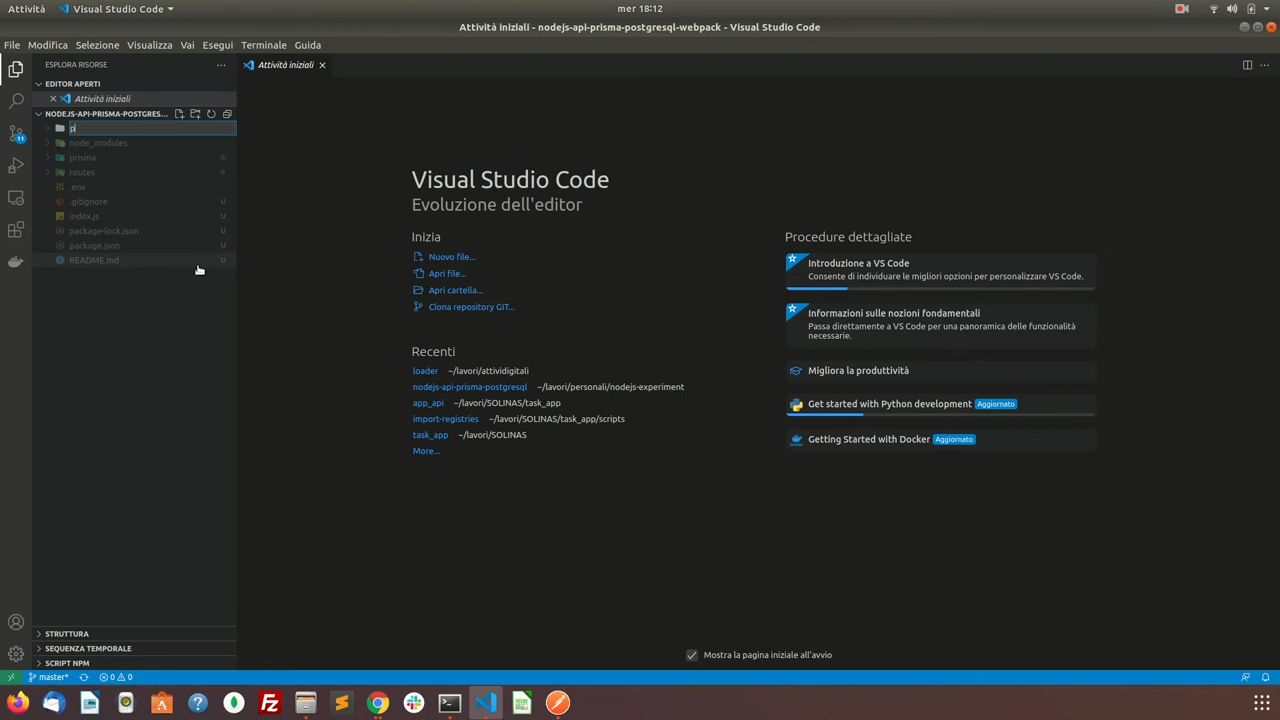 Attività Visual Studio Code mer 18:12
Attività iniziali - nodejs-api-prisma-postgresql-webpack - Visual Studio Code
File Modifica Selezione Visualizza Vai Esegui Terminale Guida
ESPLORA RISORSE
Attività iniziali
EDITOR APERTI
Attività iniziali
NODEJS-API-PRISMA-POSTGRES...
p
node_modules
prisma
routes
.env
.gitignore U
index.js U
package-lock.json U
package.json U
README.md U
STRUTTURA
SEQUENZA TEMPORALE
SCRIPT NPM
11
Visual Studio Code
Evoluzione dell'editor
Inizia
Nuovo file...
Apri file...
Apri cartella...
Clona repository GIT...
Recenti
loader ~/lavori/attividigitali
nodejs-api-prisma-postgresql ~/lavori/personali/nodejs-experiment
app_api ~/lavori/SOLINAS/task_app
import-registries ~/lavori/SOLINAS/task_app/scripts
task_app ~/lavori/SOLINAS
More...
Procedure dettagliate
Introduzione a VS Code
Consente di individuare le migliori opzioni per personalizzare VS Code.
Informazioni sulle nozioni fondamentali
Passa direttamente a VS Code per una panoramica delle funzionalità
necessarie.
Migliora la produttività
Get started with Python development Aggiornato
Getting Started with Docker Aggiornato
Mostra la pagina iniziale all'avvio
master* 0 0